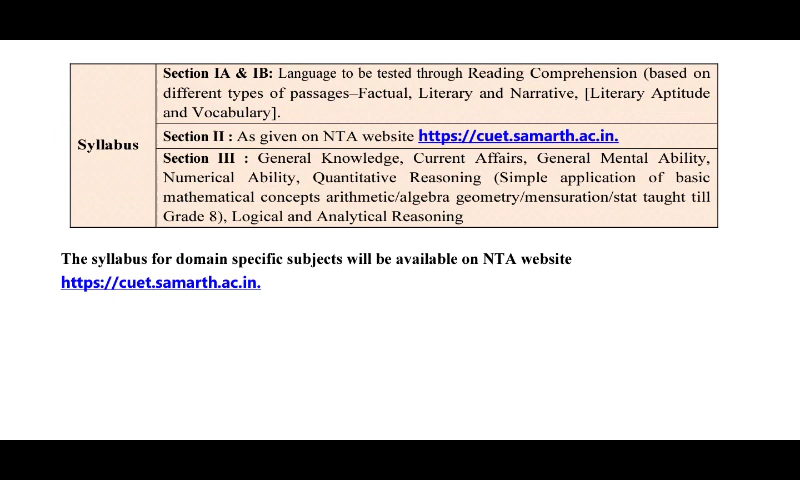 Syllabus
Section IA & IB: Language to be tested through Reading Comprehension (based on
different types of passages–Factual, Literary and Narrative, [Literary Aptitude
and Vocabulary].
Section II : As given on NTA website https://cuet.samarth.ac.in.
Section III : General Knowledge, Current Affairs, General Mental Ability,
Numerical Ability, Quantitative Reasoning (Simple application of basic
mathematical concepts arithmetic/algebra geometry/mensuration/stat taught till
Grade 8), Logical and Analytical Reasoning
The syllabus for domain specific subjects will be available on NTA website
https://cuet.samarth.ac.in.